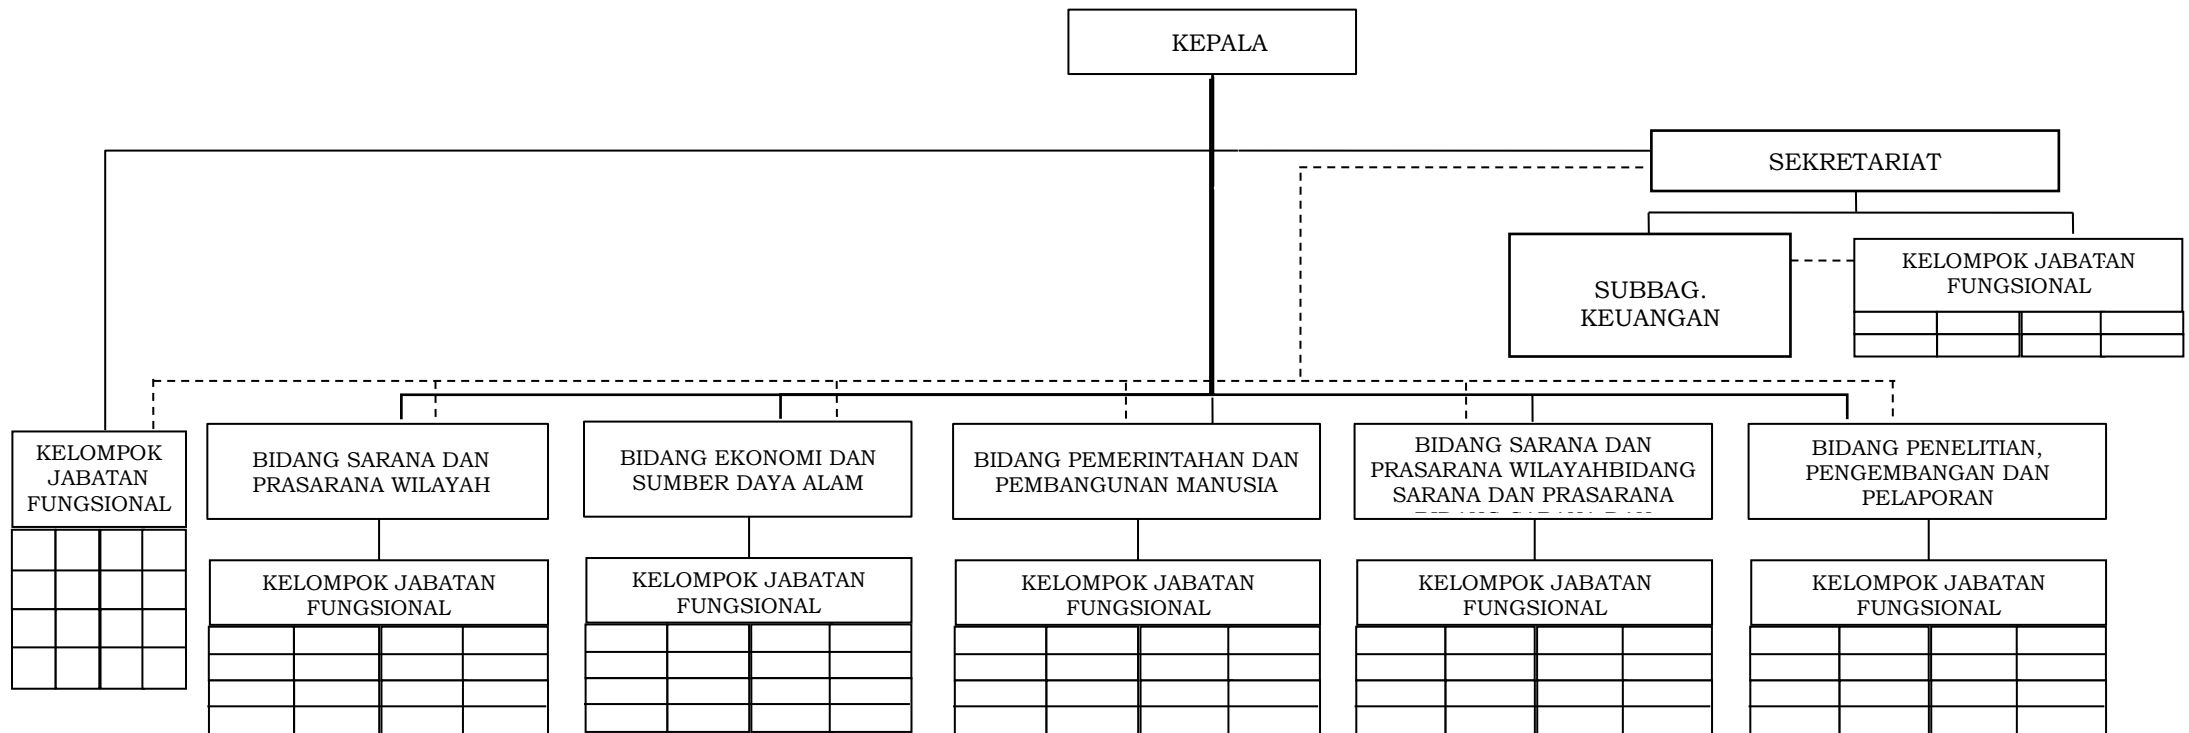 KEPALA
SEKRETARIAT
SUBBAG.
KEUANGAN
KELOMPOK JABATAN
FUNGSIONAL
KELOMPOK
JABATAN
FUNGSIONAL
BIDANG SARANA DAN
PRASARANA WILAYAH
BIDANG EKONOMI DAN
SUMBER DAYA ALAM
BIDANG PEMERINTAHAN DAN
PEMBANGUNAN MANUSIA
BIDANG SARANA DAN
PRASARANA WILAYAHBIDANG
SARANA DAN PRASARANA
BIDANG PENELITIAN,
PENGEMBANGAN DAN
PELAPORAN
KELOMPOK JABATAN
FUNGSIONAL
KELOMPOK JABATAN
FUNGSIONAL
KELOMPOK JABATAN
FUNGSIONAL
KELOMPOK JABATAN
FUNGSIONAL
KELOMPOK JABATAN
FUNGSIONAL